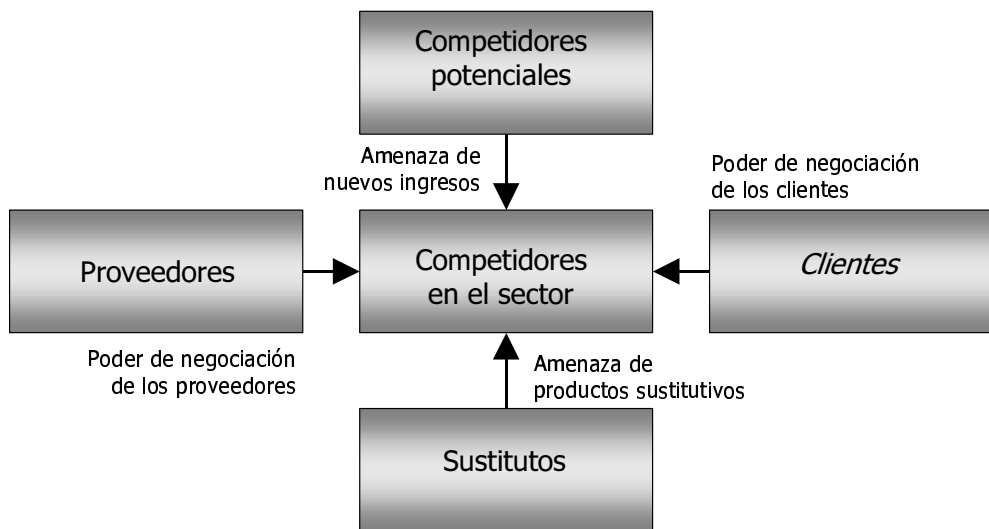 Competidores
potenciales
Amenaza de
nuevos ingresos
Poder de negociación
de los clientes
Proveedores
Competidores
en el sector
Clientes
Poder de negociación
de los proveedores
Amenaza de
productos sustitutivos
Sustitutos